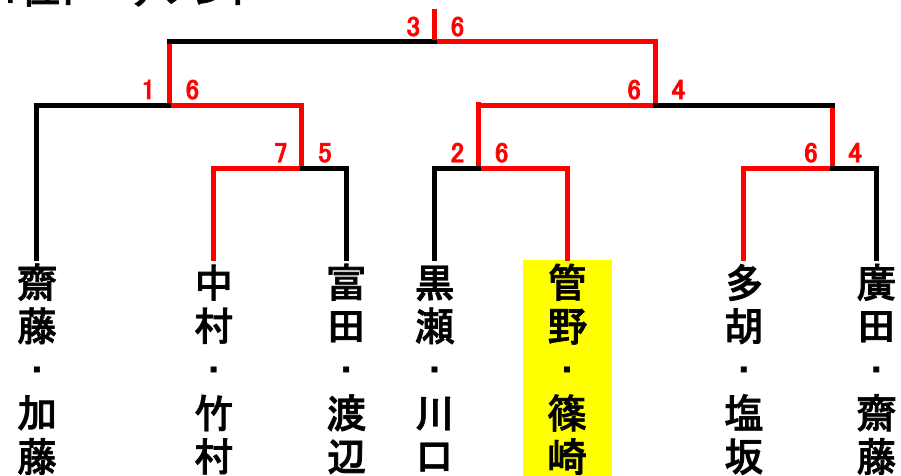 3 6
1 6
6 4
7 5
2 6
6 4
齋藤・加藤
中村・竹村
富田・渡辺
黒瀬・川口
管野・篠崎
多胡・塩坂
廣田・齋藤